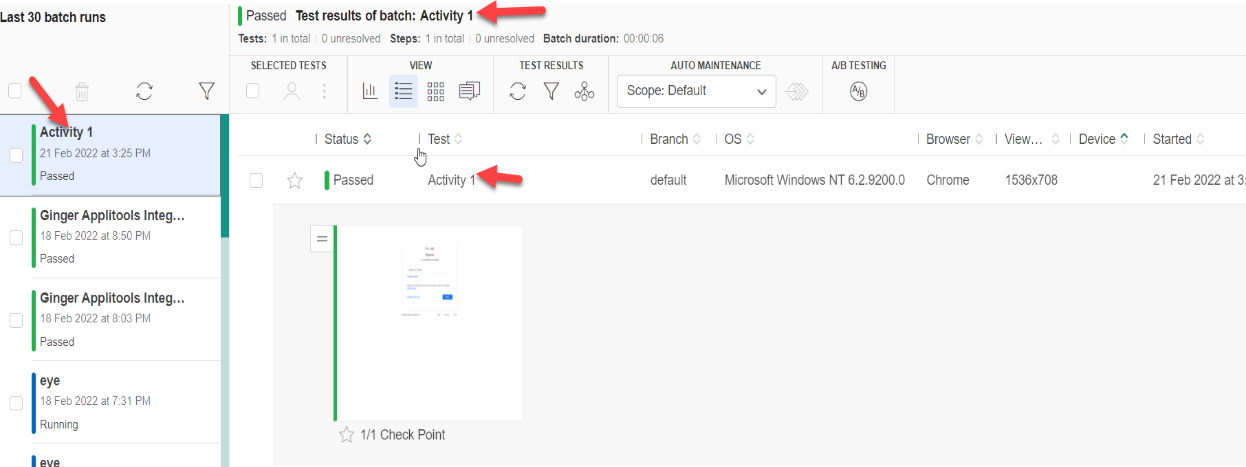 Last 30 batch runs
Activity 1
21 Feb 2022 at 3:25 PM
Passed
Ginger Applitools Integ...
18 Feb 2022 at 8:50 PM
Passed
Ginger Applitools Integ...
18 Feb 2022 at 8:03 PM
Passed
eye
18 Feb 2022 at 7:31 PM
Running
eye
Passed Test results of batch: Activity 1
Tests: 1 in total | 0 unresolved Steps: 1 in total | 0 unresolved Batch duration: 00:00:06
SELECTED TESTS VIEW TEST RESULTS AUTO MAINTENANCE A/B TESTING
Scope: Default A/B
Status Test Branch OS Browser View... Device Started
Passed Activity 1 default Microsoft Windows NT 6.2.9200.0 Chrome 1536x708 21 Feb 2022 at 3:
1/1 Check Point